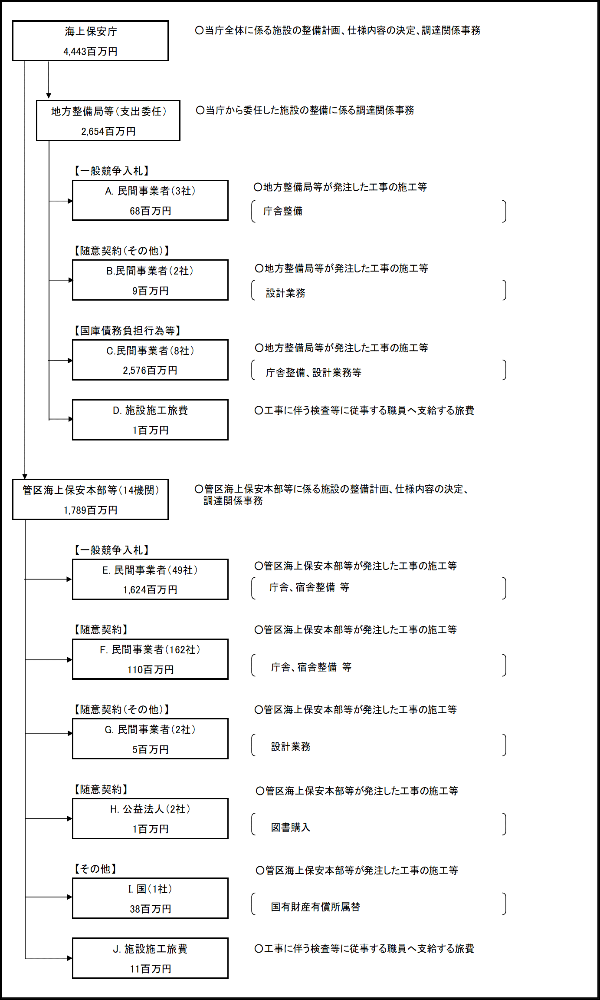 海上保安庁
4,443百万円
○当庁全体に係る施設の整備計画、仕様内容の決定、調達関係事務
地方整備局等（支出委任）
2,654百万円
○当庁から委任した施設の整備に係る調達関係事務
【一般競争入札】
A. 民間事業者（3社）
68百万円
○地方整備局等が発注した工事の施工等
庁舎整備
【随意契約（その他）】
B.民間事業者（2社）
9百万円
○地方整備局等が発注した工事の施工等
設計業務
【国庫債務負担行為等】
C.民間事業者（8社）
2,576百万円
○地方整備局等が発注した工事の施工等
庁舎整備、設計業務等
D. 施設施工旅費
1百万円
○工事に伴う検査等に従事する職員へ支給する旅費
管区海上保安本部等（14機関）
1,789百万円
○管区海上保安本部等に係る施設の整備計画、仕様内容の決定、
調達関係事務
【一般競争入札】
E. 民間事業者（49社）
1,624百万円
○管区海上保安本部等が発注した工事の施工等
庁舎、宿舎整備 等
【随意契約】
F. 民間事業者（162社）
110百万円
○管区海上保安本部等が発注した工事の施工等
庁舎、宿舎整備 等
【随意契約（その他）】
G. 民間事業者（2社）
5百万円
○管区海上保安本部等が発注した工事の施工等
設計業務
【随意契約】
H. 公益法人（2社）
1百万円
○管区海上保安本部等が発注した工事の施工等
図書購入
【その他】
I. 国（1社）
38百万円
○管区海上保安本部等が発注した工事の施工等
国有財産有償所属替
J. 施設施工旅費
11百万円
○工事に伴う検査等に従事する職員へ支給する旅費